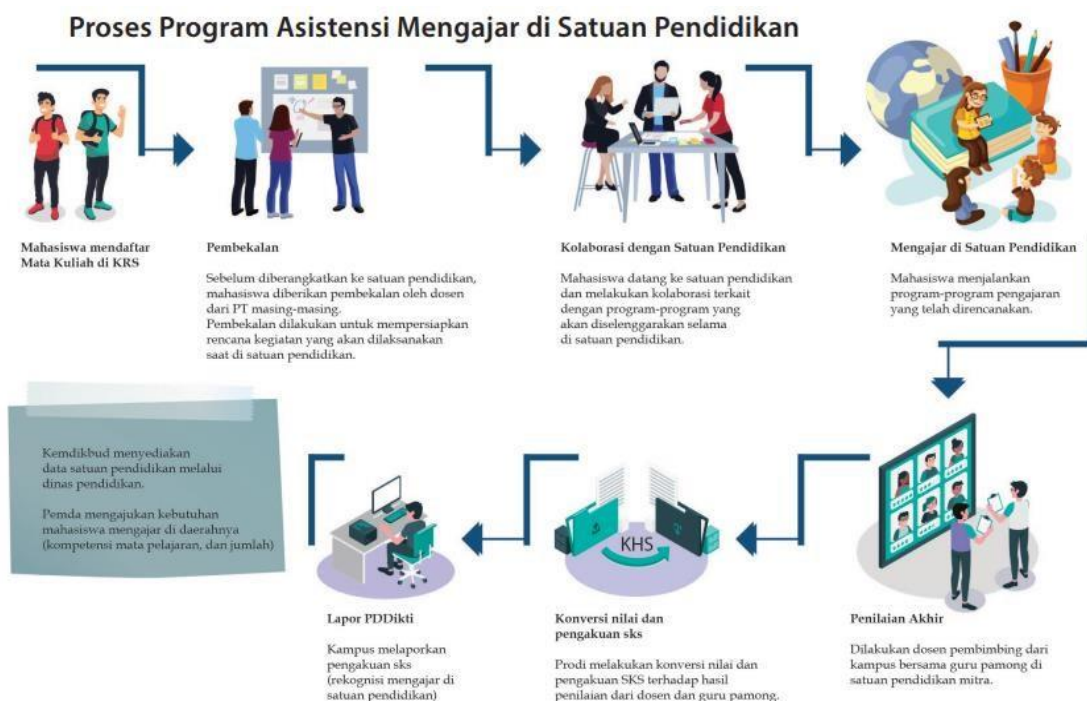 Proses Program Asistensi Mengajar di Satuan Pendidikan
Mahasiswa mendaftar
Mata Kuliah di KRS
Pembekalan
Sebelum diberangkatkan ke satuan pendidikan,
mahasiswa diberikan pembekalan oleh dosen
dari PT masing-masing.
Pembekalan dilakukan untuk mempersiapkan
rencana kegiatan yang akan dilaksanakan
saat di satuan pendidikan.
Kolaborasi dengan Satuan Pendidikan
Mahasiswa datang ke satuan pendidikan
dan melakukan kolaborasi terkait
dengan program-program yang
akan diselenggarakan selama
di satuan pendidikan.
Mengajar di Satuan Pendidikan
Mahasiswa menjalankan
program-program pengajaran
yang telah direncanakan.
Penilaian Akhir
Dilakukan dosen pembimbing dari
kampus bersama guru pamong di
satuan pendidikan mitra.
KHS
Konversi nilai dan
pengakuan sks
Prodi melakukan konversi nilai dan
pengakuan SKS terhadap hasil
penilaian dari dosen dan guru pamong.
Lapor PDDikti
Kampus melaporkan
pengakuan sks
(rekognisi mengajar di
satuan pendidikan)
Kemdikbud menyediakan
data satuan pendidikan melalui
dinas pendidikan.
Pemda mengajukan kebutuhan
mahasiswa mengajar di daerahnya
(kompetensi mata pelajaran, dan jumlah)